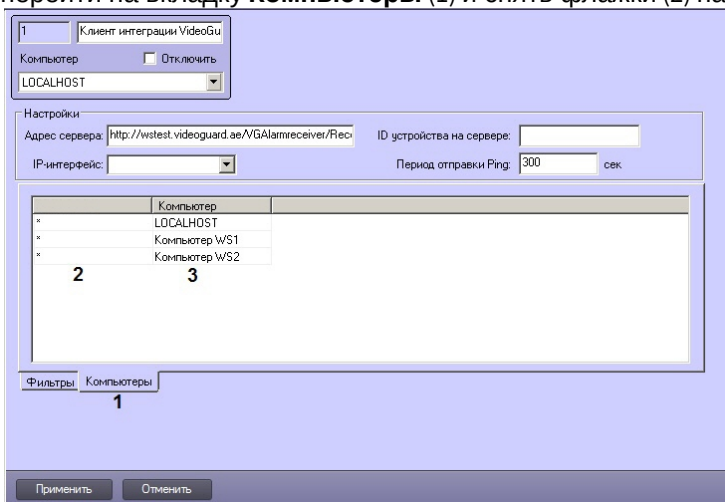 перейти на вкладку Компьютеры (1) и снять флажки (2) на
1 Клиент интеграции VideoGu
Компьютер Отключить
LOCALHOST
Настройки
Адрес сервера: http://wstest.videoguard.ae/VGAlarmreceiver/Rec ID устройства на сервере:
IP-интерфейс: Период отправки Ping: 300 сек
Компьютер
* LOCALHOST
* Компьютер WS1
* Компьютер WS2
2 3
Фильтры Компьютеры
1
Применить Отменить